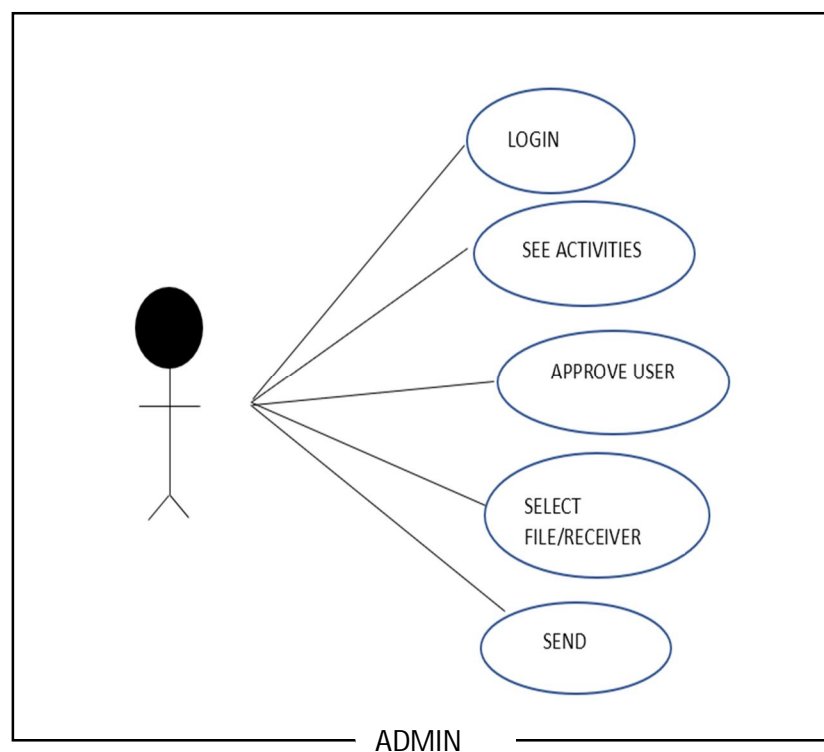 LOGIN
SEE ACTIVITIES
APPROVE USER
SELECT
FILE/RECEIVER
SEND
ADMIN